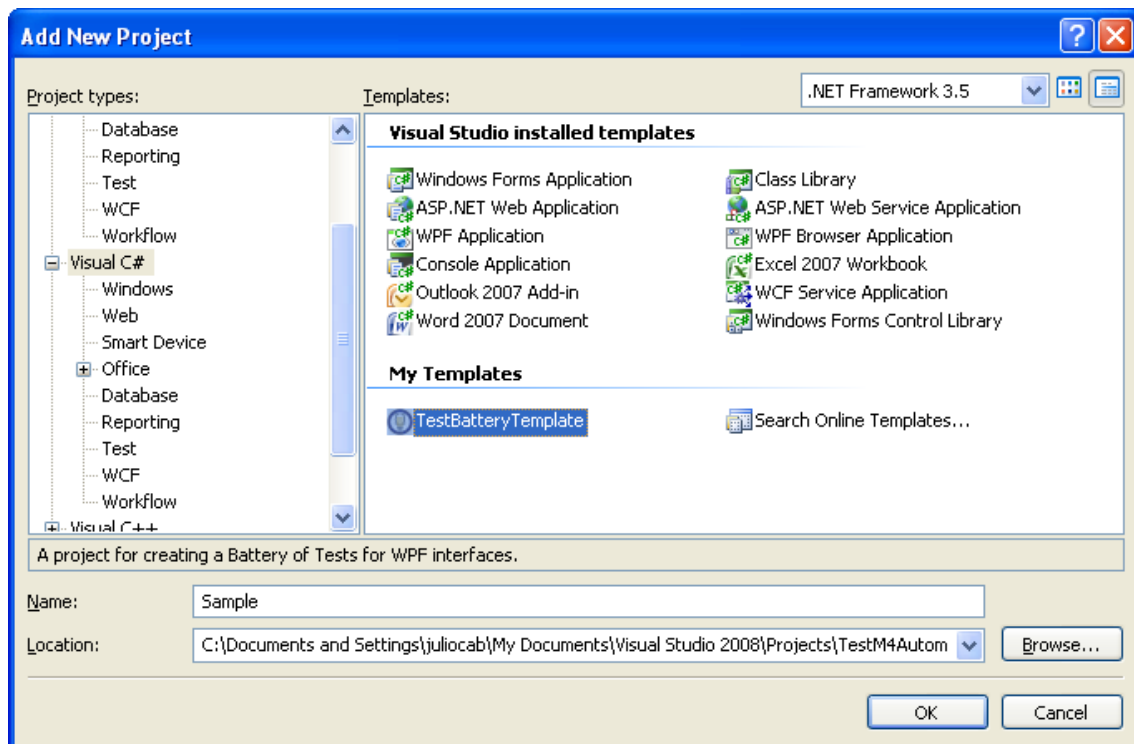 Add New Project
Project types:
Templates:
.NET Framework 3.5
Database
Reporting
Test
WCF
Workflow
Visual C#
Windows
Web
Smart Device
Office
Database
Reporting
Test
WCF
Workflow
Visual C++
Visual Studio installed templates
Windows Forms Application
Class Library
ASP.NET Web Application
ASP.NET Web Service Application
WPF Application
WPF Browser Application
Console Application
Excel 2007 Workbook
Outlook 2007 Add-in
WCF Service Application
Word 2007 Document
Windows Forms Control Library
My Templates
TestBatteryTemplate
Search Online Templates...
A project for creating a Battery of Tests for WPF interfaces.
Name:
Sample
Location:
C:\Documents and Settings\juliocab\My Documents\Visual Studio 2008\Projects\TestM4Autom
Browse...
OK
Cancel